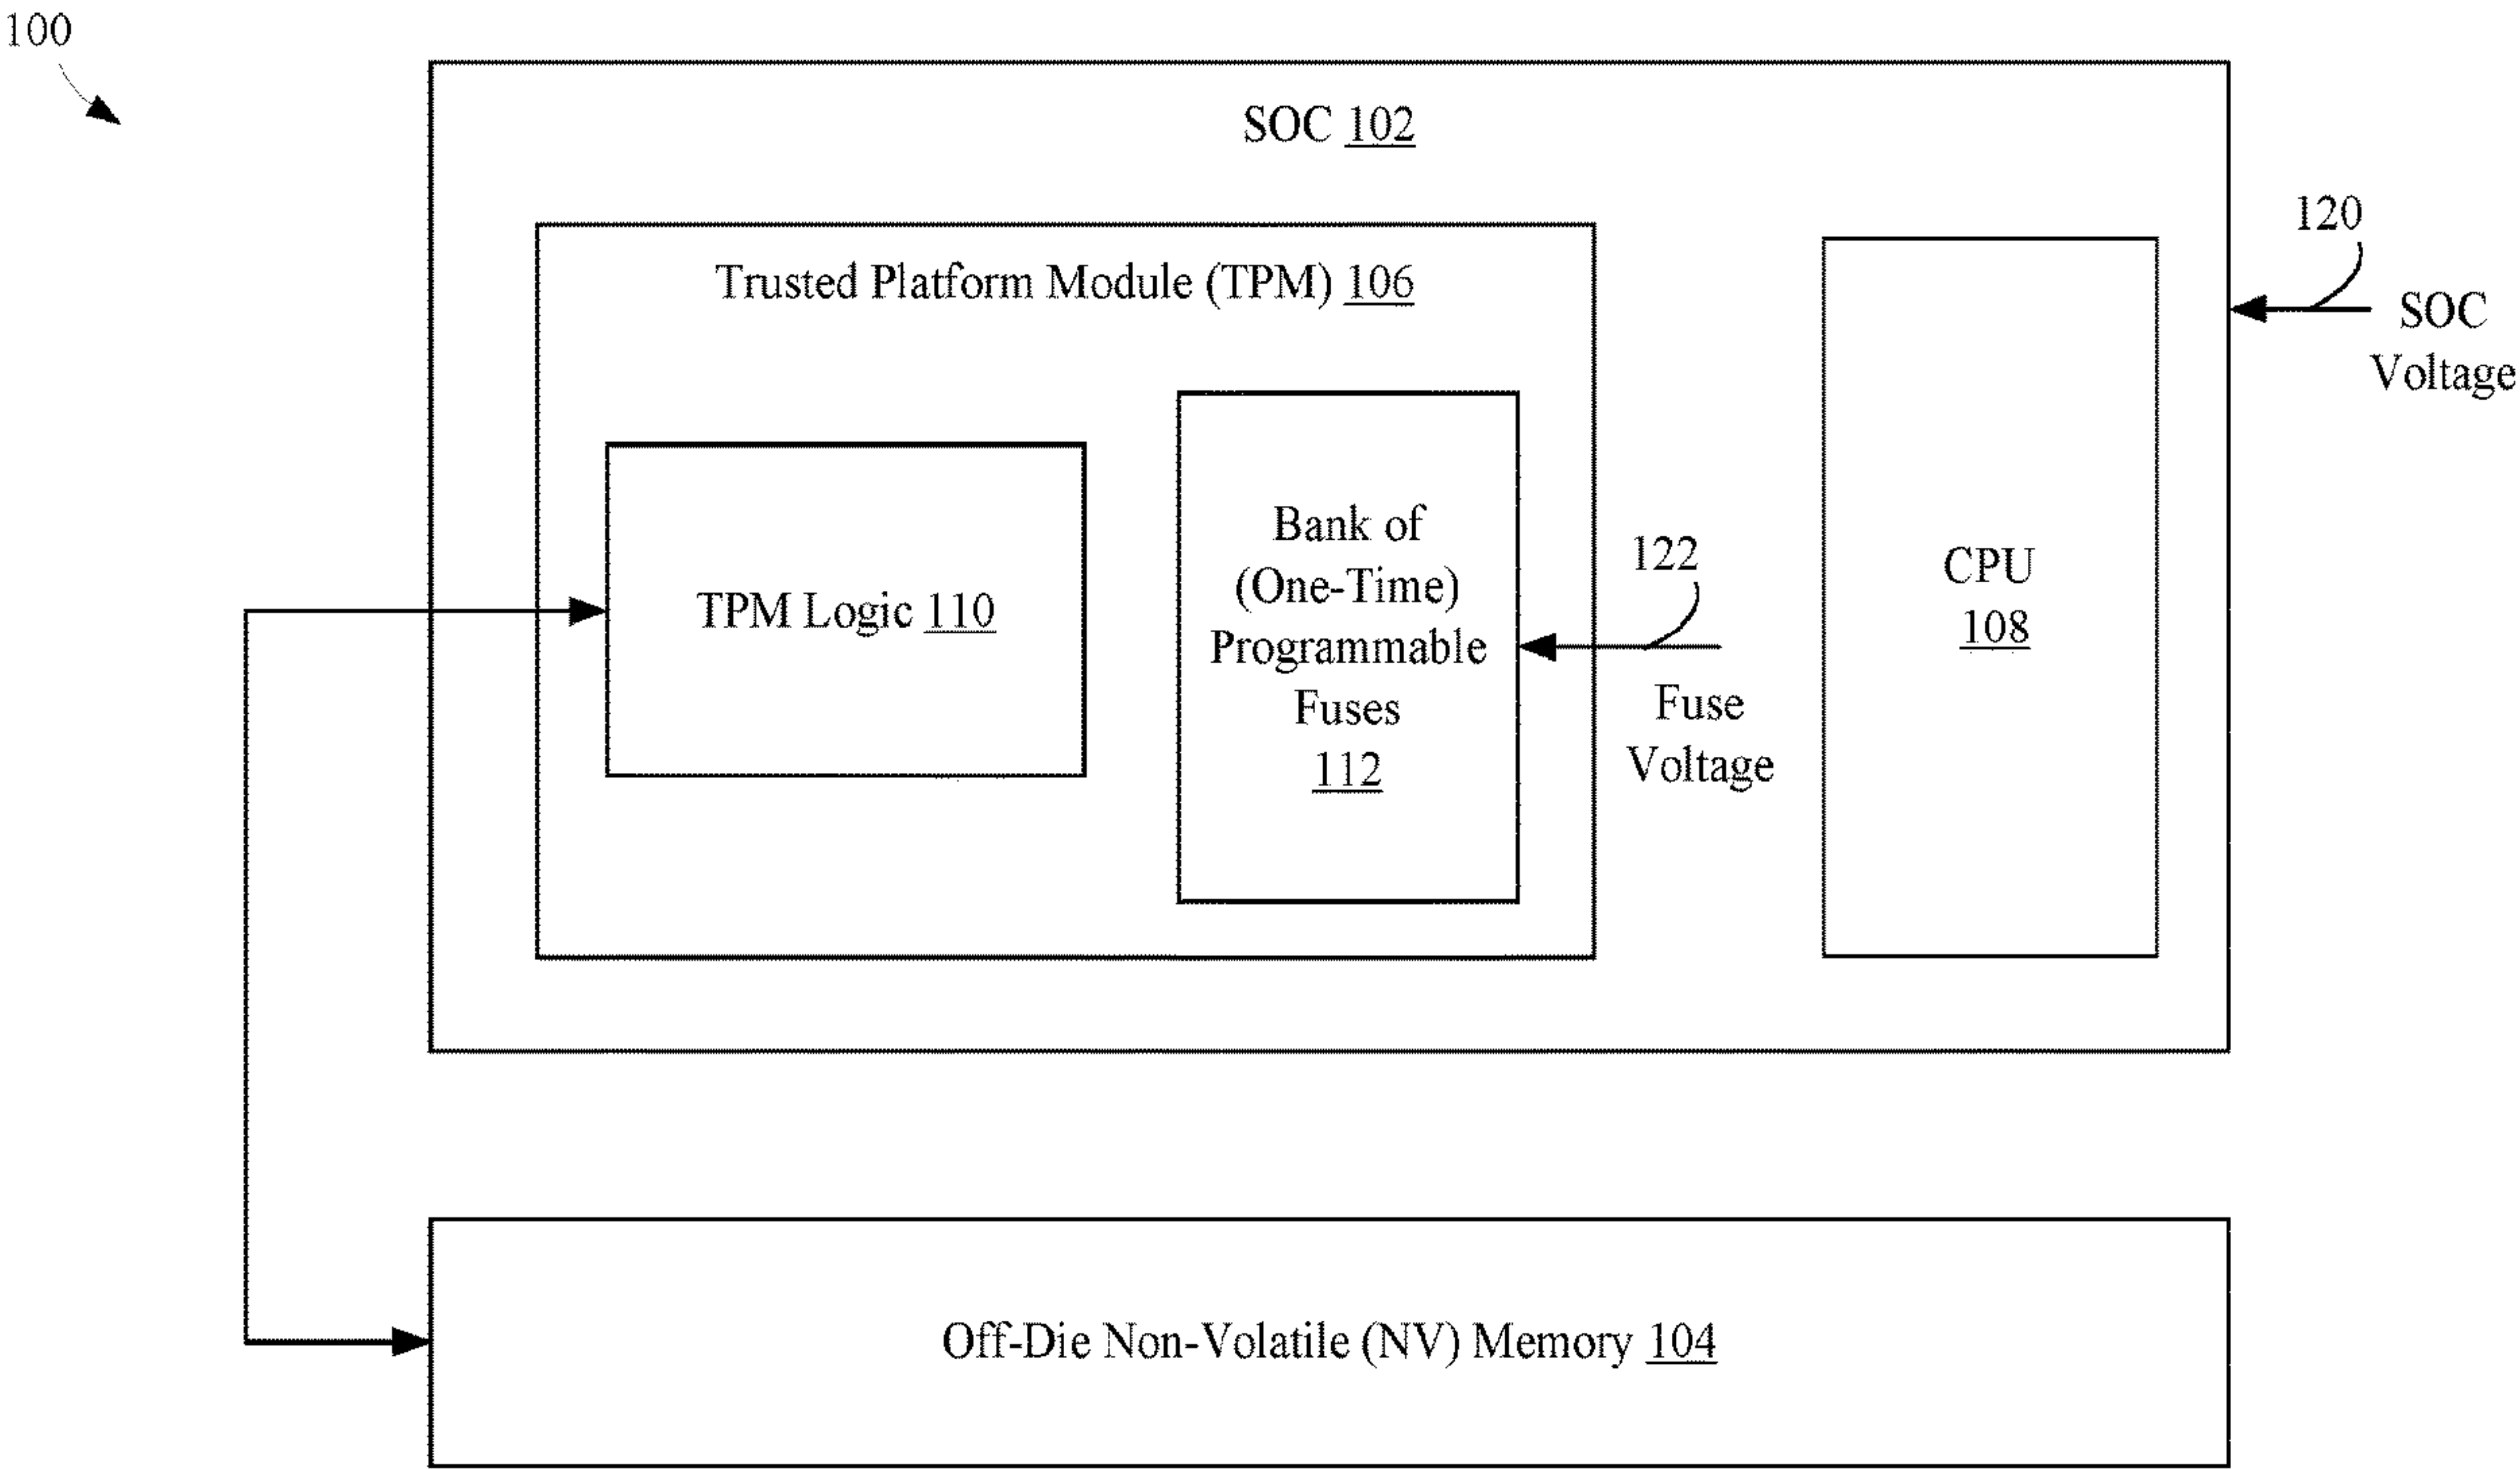 100
SOC 102
120
SOC
Voltage
Trusted Platform Module (TPM) 106
TPM Logic 110
Bank of
(One-Time)
Programmable
Fuses
112
122
Fuse
Voltage
CPU
108
Off-Die Non-Volatile (NV) Memory 104